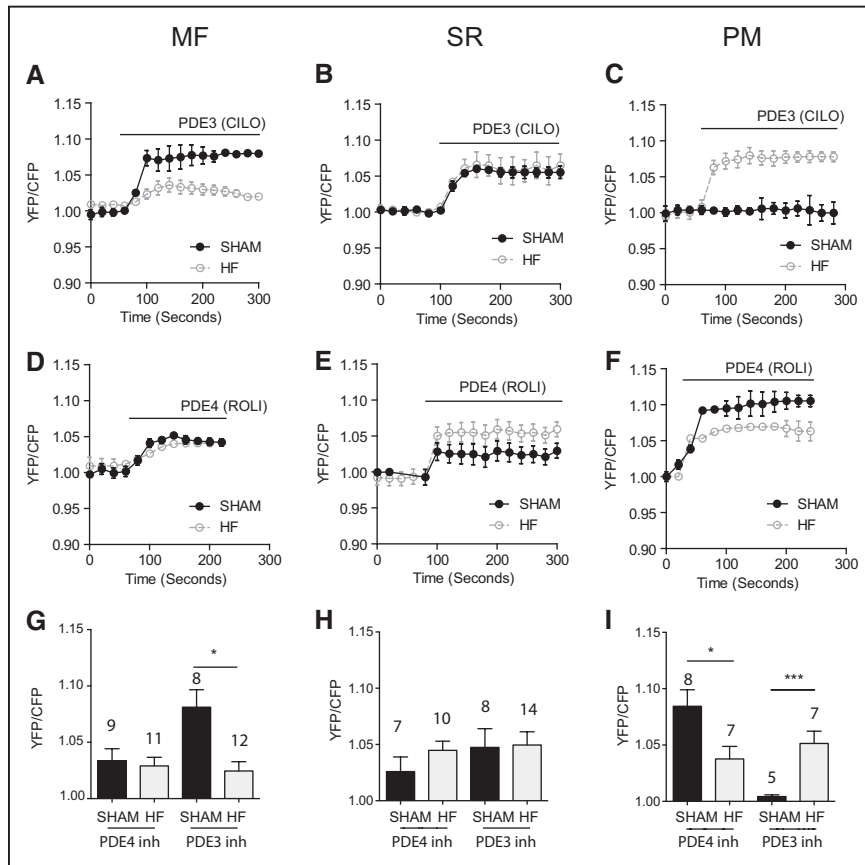 MF SR PM
A
PDE3 (CILO)
1.15
1.10
1.05
1.00
0.95
0.90
YFP/CFP
SHAM
HF
0 100 200 300
Time (Seconds)
B
PDE3 (CILO)
1.15
1.10
1.05
1.00
0.95
0.90
YFP/CFP
SHAM
HF
0 100 200 300
Time (Seconds)
C
PDE3 (CILO)
1.15
1.10
1.05
1.00
0.95
0.90
YFP/CFP
SHAM
HF
0 100 200 300
Time (Seconds)
D
PDE4 (ROLI)
1.15
1.10
1.05
1.00
0.95
0.90
YFP/CFP
SHAM
HF
0 100 200 300
Time (Seconds)
E
PDE4 (ROLI)
1.15
1.10
1.05
1.00
0.95
0.90
YFP/CFP
SHAM
HF
0 100 200 300
Time (Seconds)
F
PDE4 (ROLI)
1.15
1.10
1.05
1.00
0.95
0.90
YFP/CFP
SHAM
HF
0 100 200 300
Time (Seconds)
G
1.15
1.10
1.05
1.00
YFP/CFP
*
9 11 8 12
SHAM HF SHAM HF
PDE4 inh PDE3 inh
H
1.15
1.10
1.05
1.00
YFP/CFP
7 10 8 14
SHAM HF SHAM HF
PDE4 inh PDE3 inh
I
1.15
1.10
1.05
1.00
YFP/CFP
* ***
8 7 5 7
SHAM HF SHAM HF
PDE4 inh PDE3 inh